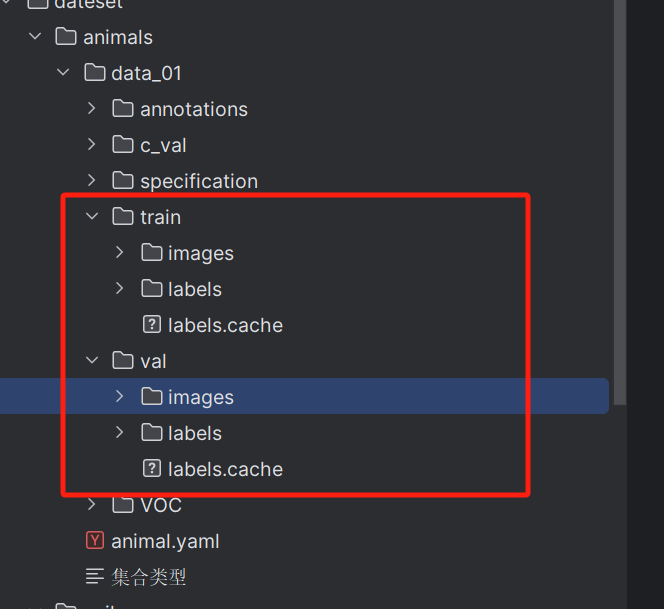 dateset
animals
data_01
annotations
c_val
specification
train
images
labels
labels.cache
val
images
labels
labels.cache
VOC
animal.yaml
集合类型